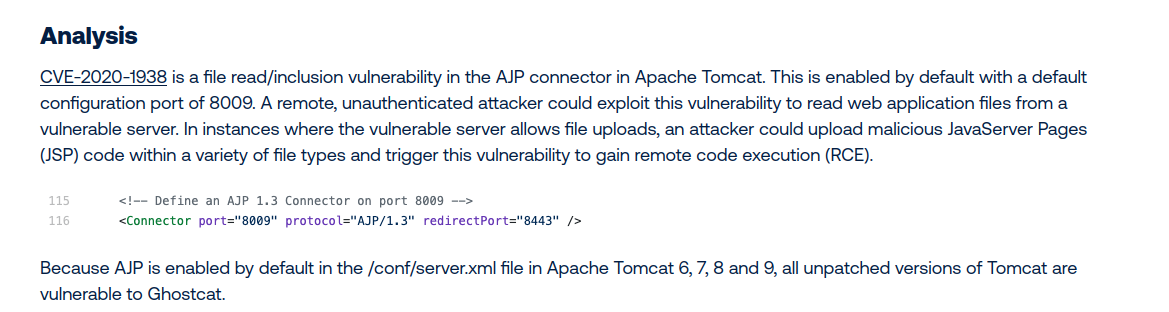 Analysis
CVE-2020-1938 is a file read/inclusion vulnerability in the AJP connector in Apache Tomcat. This is enabled by default with a default
configuration port of 8009. A remote, unauthenticated attacker could exploit this vulnerability to read web application files from a
vulnerable server. In instances where the vulnerable server allows file uploads, an attacker could upload malicious JavaServer Pages
(JSP) code within a variety of file types and trigger this vulnerability to gain remote code execution (RCE).
115 <!-- Define an AJP 1.3 Connector on port 8009 -->
116 <Connector port="8009" protocol="AJP/1.3" redirectPort="8443" />
Because AJP is enabled by default in the /conf/server.xml file in Apache Tomcat 6, 7, 8 and 9, all unpatched versions of Tomcat are
vulnerable to Ghostcat.